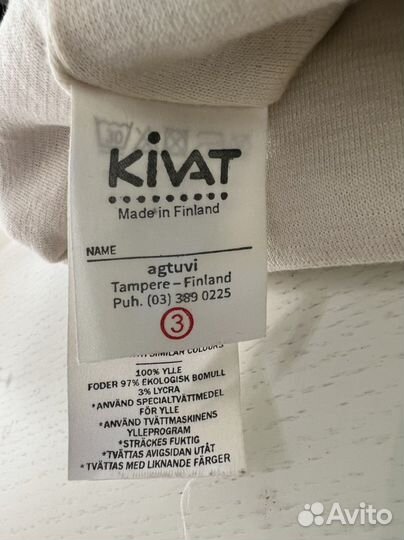 KiVAT
Made in Finland
NAME
agtuvi
Tampere – Finland
Puh. (03) 389 0225
3
SIMILAR COLOURS
100% YLLE
FODER 97% EKOLOGISK BOMULL
3% LYCRA
*ANVÄND SPECIALTVÄTTMEDEL
FÖR YLLE
*ANVÄND TVÄTTMASKINENS
YLLEPROGRAM
*STRÄCKES FUKTIG
*TVÄTTAS AVIGSIDAN UTÅT
*TVÄTTAS MED LIKNANDE FÄRGER
Avito